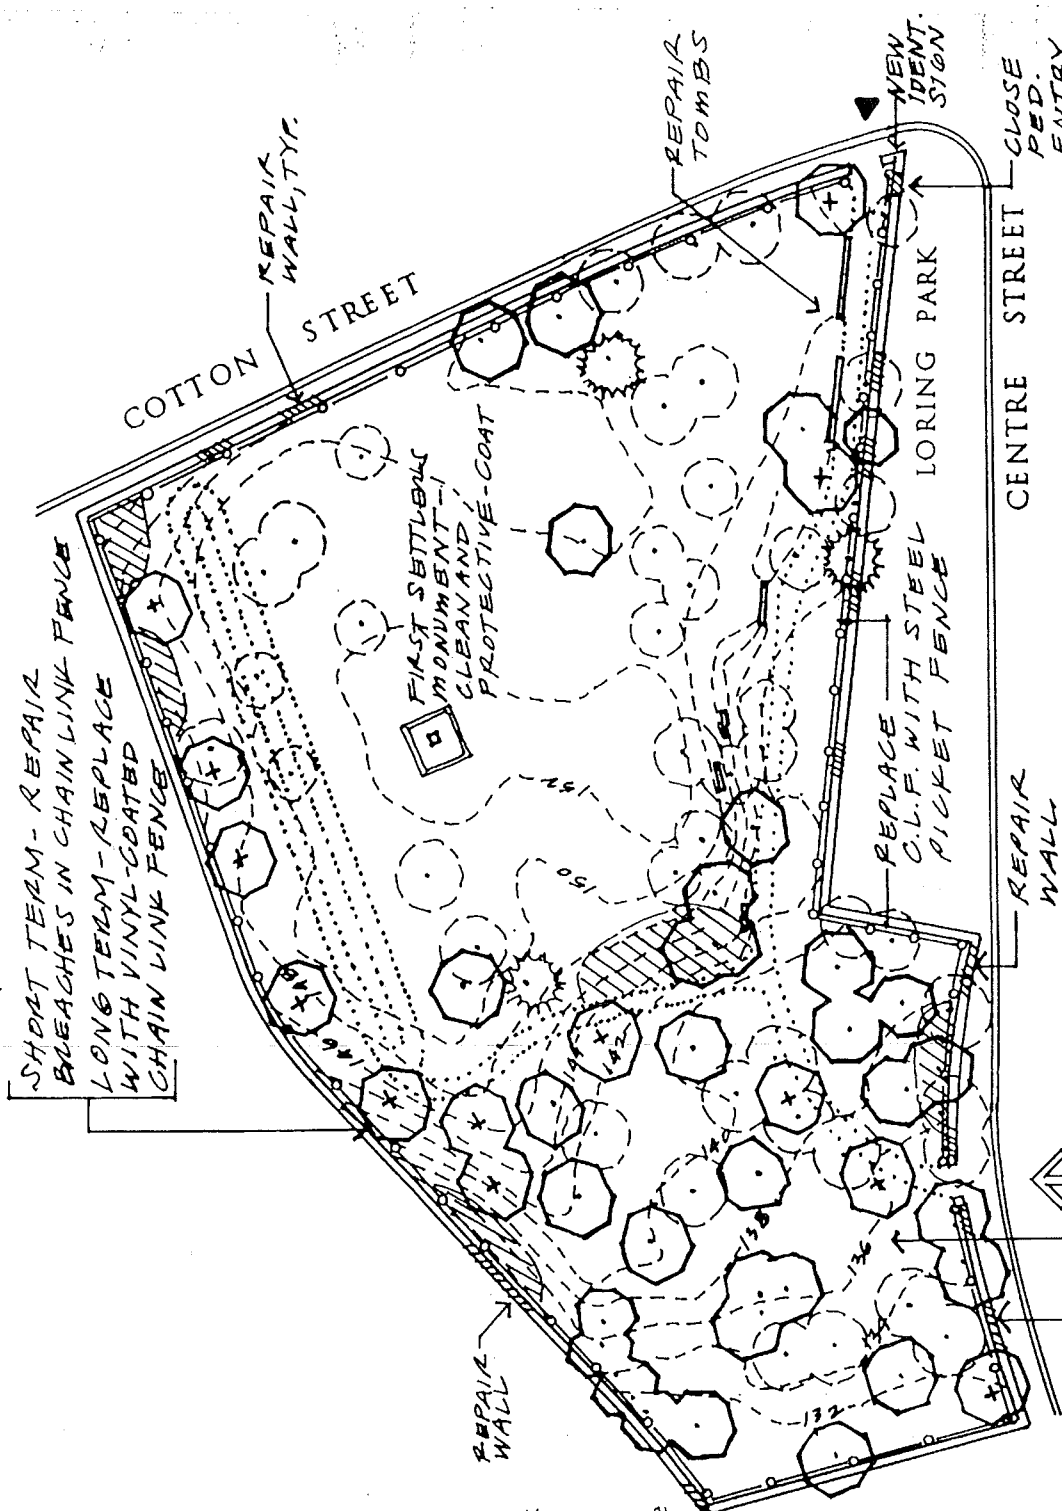 SHORT TERM - REPAIR
BREACHES IN CHAIN LINK FENCE
LONG TERM - REPLACE
WITH VINYL-COATED
CHAIN LINK FENCE
REPAIR
WALL, TYP.
COTTON STREET
REPAIR
TOMBS
NEW
IDENT.
SIGN
CLOSE
PED.
ENTRY
FIRST SETTLERS
MONUMENT -
CLEAN AND
PROTECTIVE-COAT
LORING PARK
CENTRE STREET
REPLACE
C.L.F. WITH STEEL
PICKET FENCE
REPAIR
WALL
REPAIR
WALL
152
150
146
144
142
140
138
136
134
132